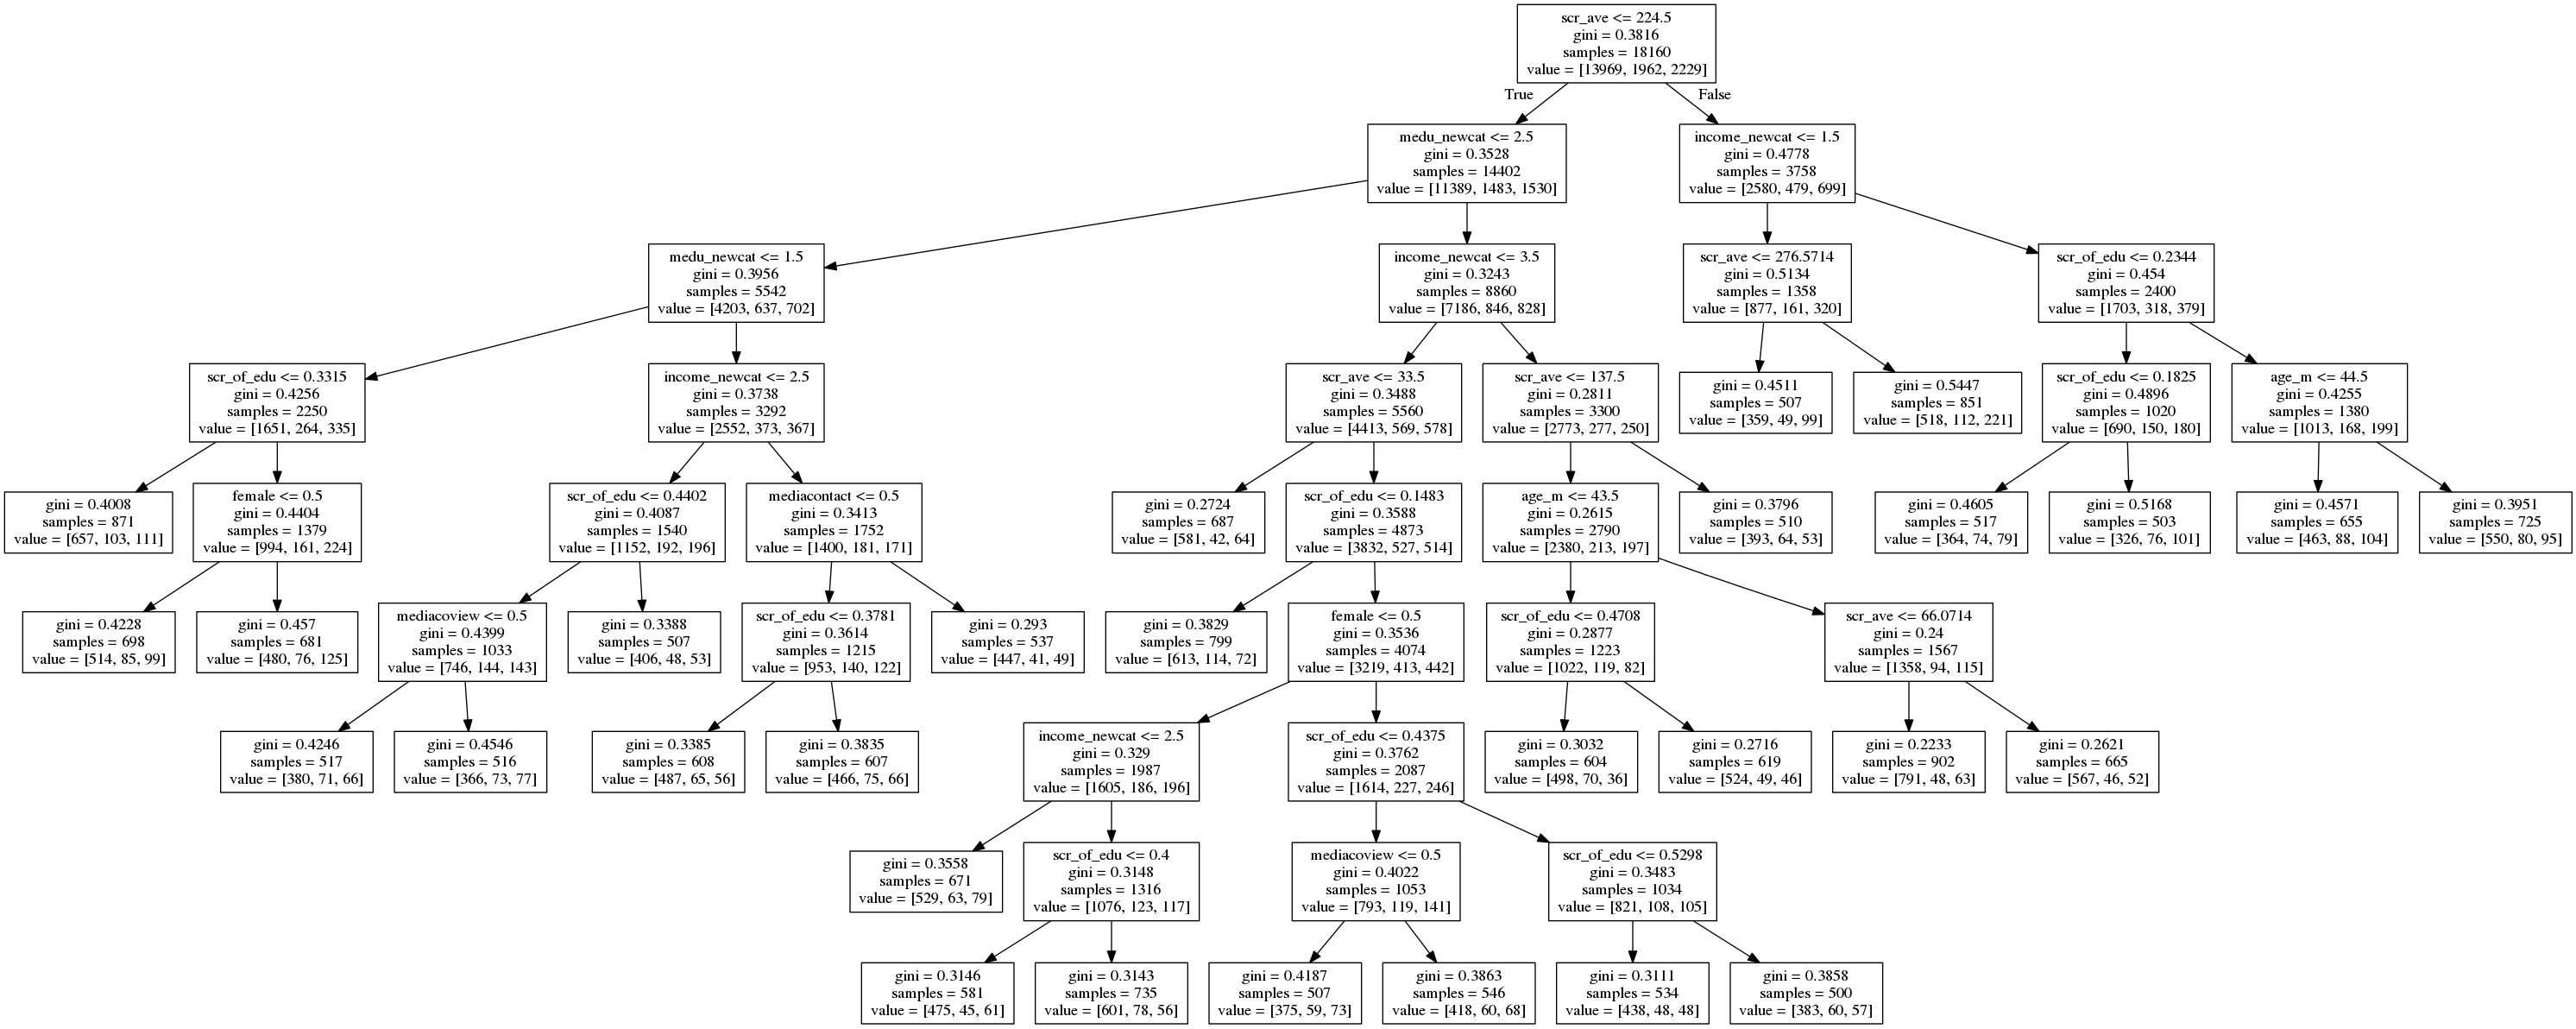 scr_ave <= 224.5
gini = 0.3816
samples = 18160
value = [13969, 1962, 2229]
True
False
medu_newcat <= 2.5
gini = 0.3528
samples = 14402
value = [11389, 1483, 1530]
income_newcat <= 1.5
gini = 0.4778
samples = 3758
value = [2580, 479, 699]
medu_newcat <= 1.5
gini = 0.3956
samples = 5542
value = [4203, 637, 702]
income_newcat <= 3.5
gini = 0.3243
samples = 8860
value = [7186, 846, 828]
scr_ave <= 276.5714
gini = 0.5134
samples = 1358
value = [877, 161, 320]
scr_of_edu <= 0.2344
gini = 0.454
samples = 2400
value = [1703, 318, 379]
scr_of_edu <= 0.3315
gini = 0.4256
samples = 2250
value = [1651, 264, 335]
income_newcat <= 2.5
gini = 0.3738
samples = 3292
value = [2552, 373, 367]
scr_ave <= 33.5
gini = 0.3488
samples = 5560
value = [4413, 569, 578]
scr_ave <= 137.5
gini = 0.2811
samples = 3300
value = [2773, 277, 250]
gini = 0.4511
samples = 507
value = [359, 49, 99]
gini = 0.5447
samples = 851
value = [518, 112, 221]
scr_of_edu <= 0.1825
gini = 0.4896
samples = 1020
value = [690, 150, 180]
age_m <= 44.5
gini = 0.4255
samples = 1380
value = [1013, 168, 199]
gini = 0.4008
samples = 871
value = [657, 103, 111]
female <= 0.5
gini = 0.4404
samples = 1379
value = [994, 161, 224]
scr_of_edu <= 0.4402
gini = 0.4087
samples = 1540
value = [1152, 192, 196]
mediacontact <= 0.5
gini = 0.3413
samples = 1752
value = [1400, 181, 171]
gini = 0.2724
samples = 687
value = [581, 42, 64]
scr_of_edu <= 0.1483
gini = 0.3588
samples = 4873
value = [3832, 527, 514]
age_m <= 43.5
gini = 0.2615
samples = 2790
value = [2380, 213, 197]
gini = 0.3796
samples = 510
value = [393, 64, 53]
gini = 0.4605
samples = 517
value = [364, 74, 79]
gini = 0.5168
samples = 503
value = [326, 76, 101]
gini = 0.4571
samples = 655
value = [463, 88, 104]
gini = 0.3951
samples = 725
value = [550, 80, 95]
gini = 0.4228
samples = 698
value = [514, 85, 99]
gini = 0.457
samples = 681
value = [480, 76, 125]
mediacoview <= 0.5
gini = 0.4399
samples = 1033
value = [746, 144, 143]
gini = 0.3388
samples = 507
value = [406, 48, 53]
scr_of_edu <= 0.3781
gini = 0.3614
samples = 1215
value = [953, 140, 122]
gini = 0.293
samples = 537
value = [447, 41, 49]
gini = 0.3829
samples = 799
value = [613, 114, 72]
female <= 0.5
gini = 0.3536
samples = 4074
value = [3219, 413, 442]
scr_of_edu <= 0.4708
gini = 0.2877
samples = 1223
value = [1022, 119, 82]
scr_ave <= 66.0714
gini = 0.24
samples = 1567
value = [1358, 94, 115]
gini = 0.4246
samples = 517
value = [380, 71, 66]
gini = 0.4546
samples = 516
value = [366, 73, 77]
gini = 0.3385
samples = 608
value = [487, 65, 56]
gini = 0.3835
samples = 607
value = [466, 75, 66]
income_newcat <= 2.5
gini = 0.329
samples = 1987
value = [1605, 186, 196]
scr_of_edu <= 0.4375
gini = 0.3762
samples = 2087
value = [1614, 227, 246]
gini = 0.3032
samples = 604
value = [498, 70, 36]
gini = 0.2716
samples = 619
value = [524, 49, 46]
gini = 0.2233
samples = 902
value = [791, 48, 63]
gini = 0.2621
samples = 665
value = [567, 46, 52]
gini = 0.3558
samples = 671
value = [529, 63, 79]
scr_of_edu <= 0.4
gini = 0.3148
samples = 1316
value = [1076, 123, 117]
mediacoview <= 0.5
gini = 0.4022
samples = 1053
value = [793, 119, 141]
scr_of_edu <= 0.5298
gini = 0.3483
samples = 1034
value = [821, 108, 105]
gini = 0.3146
samples = 581
value = [475, 45, 61]
gini = 0.3143
samples = 735
value = [601, 78, 56]
gini = 0.4187
samples = 507
value = [375, 59, 73]
gini = 0.3863
samples = 546
value = [418, 60, 68]
gini = 0.3111
samples = 534
value = [438, 48, 48]
gini = 0.3858
samples = 500
value = [383, 60, 57]